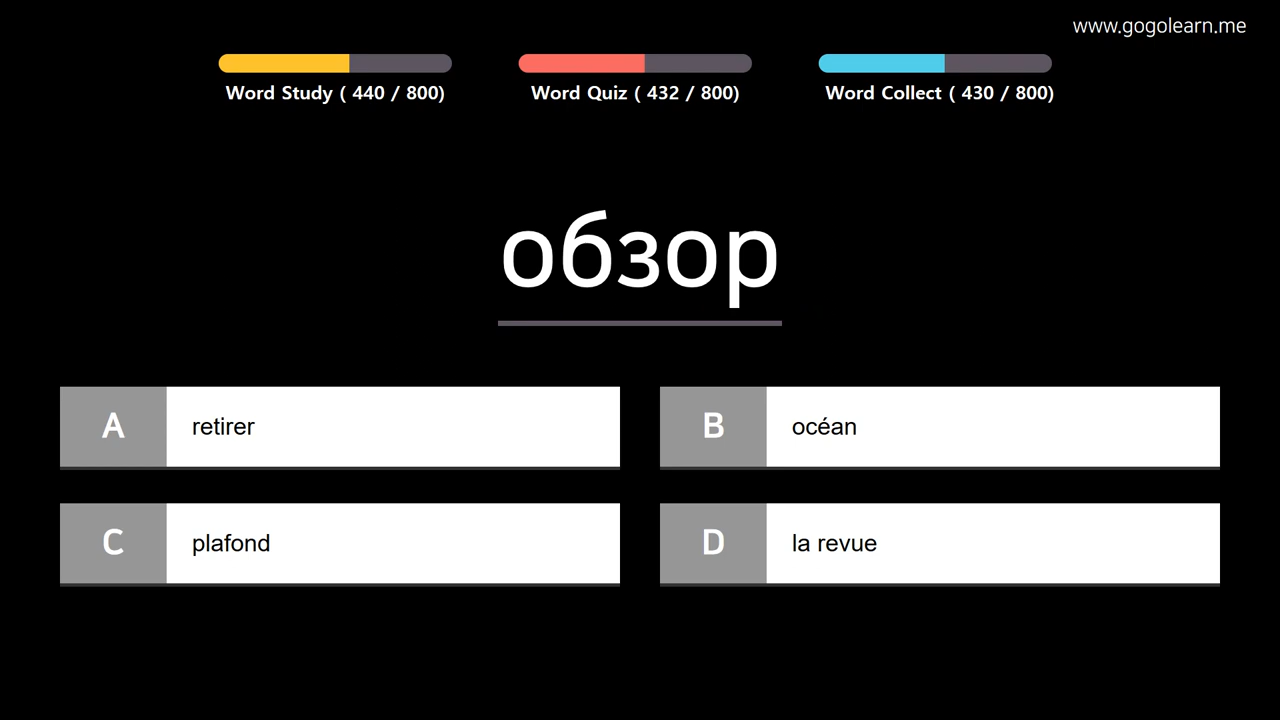 www.gogolearn.me
Word Study ( 440 / 800)
Word Quiz ( 432 / 800)
Word Collect ( 430 / 800)
обзор
A retirer
B océan
C plafond
D la revue